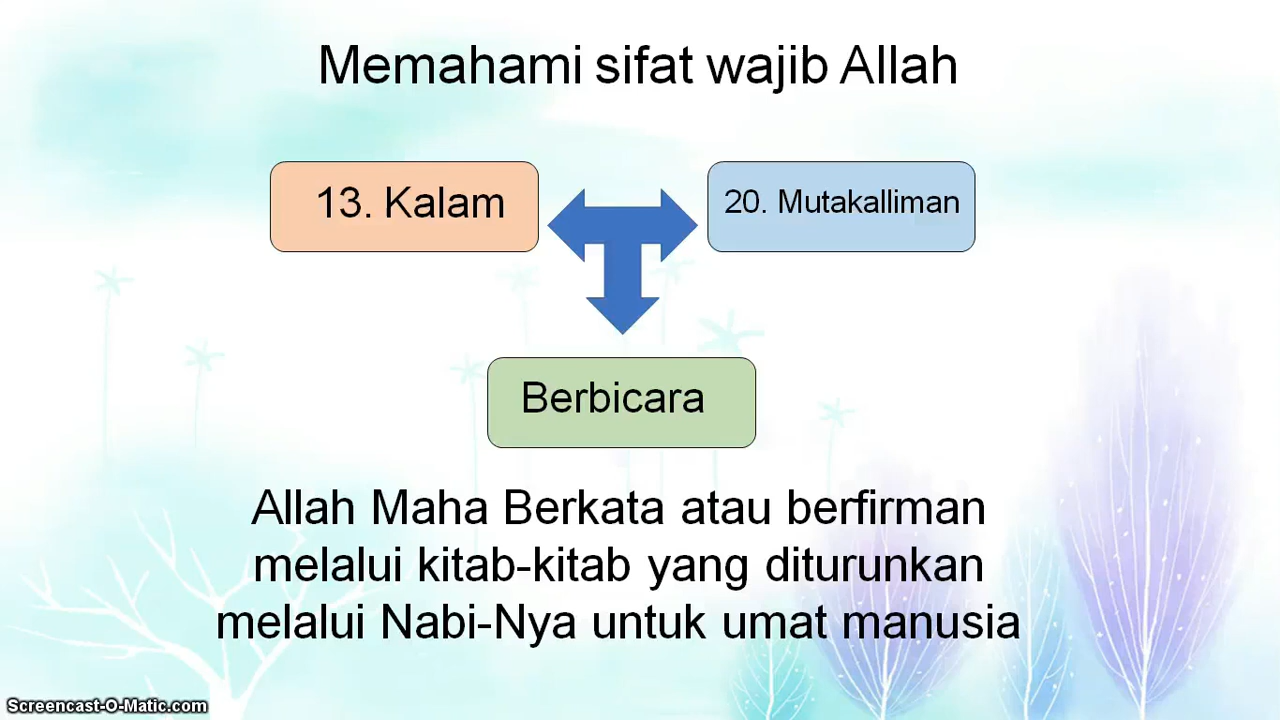 Memahami sifat wajib Allah
13. Kalam
20. Mutakalliman
Berbicara
Allah Maha Berkata atau berfirman
melalui kitab-kitab yang diturunkan
melalui Nabi-Nya untuk umat manusia
Screencast-O-Matic.com